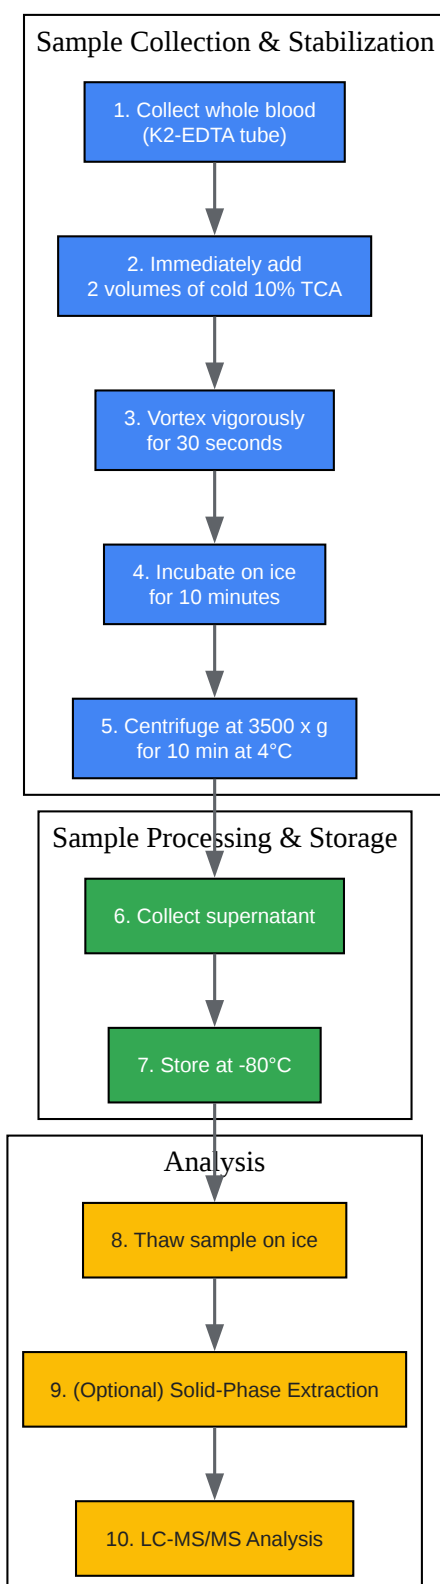 Sample Collection & Stabilization
1. Collect whole blood
(K2-EDTA tube)
2. Immediately add
2 volumes of cold 10% TCA
3. Vortex vigorously
for 30 seconds
4. Incubate on ice
for 10 minutes
5. Centrifuge at 3500 x g
for 10 min at 4°C
Sample Processing & Storage
6. Collect supernatant
7. Store at -80°C
Analysis
8. Thaw sample on ice
9. (Optional) Solid-Phase Extraction
10. LC-MS/MS Analysis